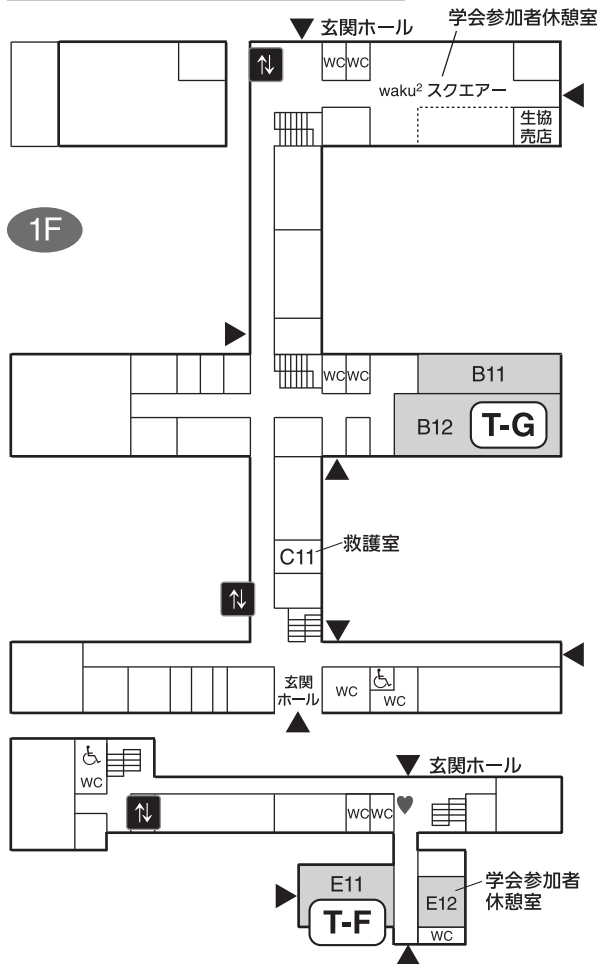 学会参加者休憩室
玄関ホール
WC WC
waku² スクエアー
生協
売店
1F
WC WC
B11
B12
T-G
C11
救護室
玄関
ホール
WC
WC
WC
玄関ホール
WC WC
E11
T-F
E12
学会参加者
休憩室
WC